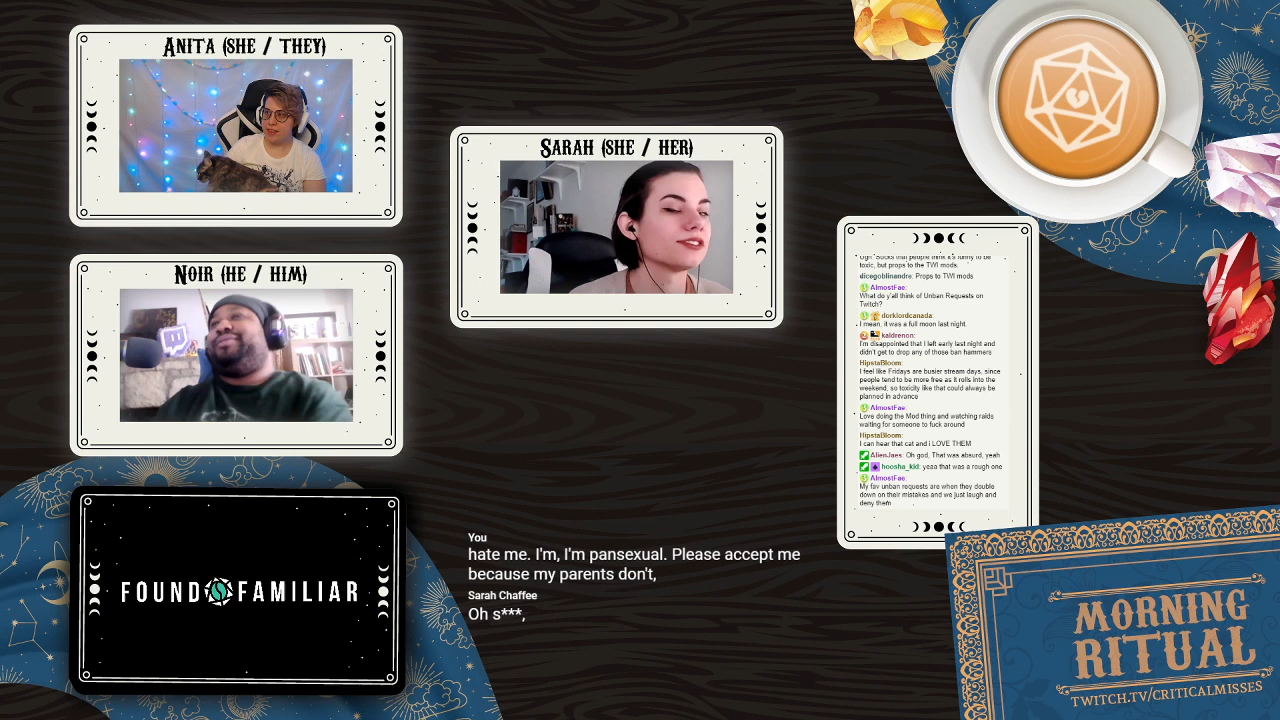 ANITA (SHE / THEY)
SARAH (SHE / HER)
NOIR (HE / HIM)
FOUND FAMILIAR
You
hate me. I'm, I'm pansexual. Please accept me
because my parents don't,
Sarah Chaffee
Oh s***,
Ugh. Sucks that people think it's funny to be
toxic, but props to the TWI mods.
dicegoblinandre: Props to TWI mods
AlmostFae:
What do y'all think of Unban Requests on
Twitch?
dorklordcanada:
I mean, it was a full moon last night.
kaldrenon:
I'm disappointed that I left early last night and
didn't get to drop any of those ban hammers
HipstaBloom:
I feel like Fridays are busier stream days, since
people tend to be more free as it rolls into the
weekend, so toxicity like that could always be
planned in advance
AlmostFae:
Love doing the Mod thing and watching raids
waiting for someone to fuck around
HipstaBloom:
I can hear that cat and i LOVE THEM
AlienJaes: Oh god, That was absurd, yeah
hoosha_kid: yeaa that was a rough one
AlmostFae:
My fav unban requests are when they double
down on their mistakes and we just laugh and
deny them
MORNING
RITUAL
TWITCH.TV/CRITICALMISSES